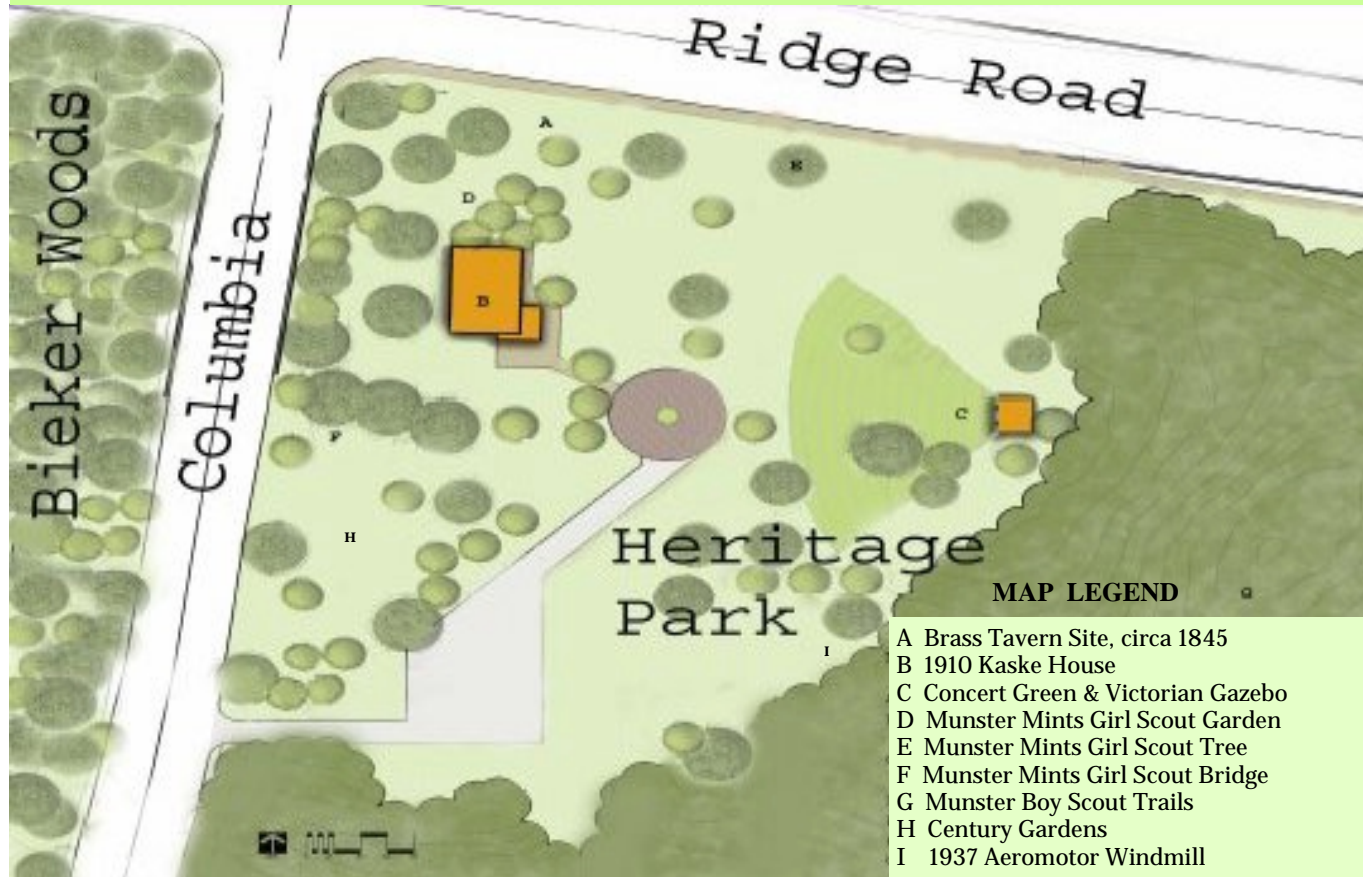 Ridge Road
Bieker Woods
Columbia
A
E
D
B
C
F
H
Heritage
Park
I
MAP LEGEND G
A Brass Tavern Site, circa 1845
B 1910 Kaske House
C Concert Green & Victorian Gazebo
D Munster Mints Girl Scout Garden
E Munster Mints Girl Scout Tree
F Munster Mints Girl Scout Bridge
G Munster Boy Scout Trails
H Century Gardens
I 1937 Aeromotor Windmill